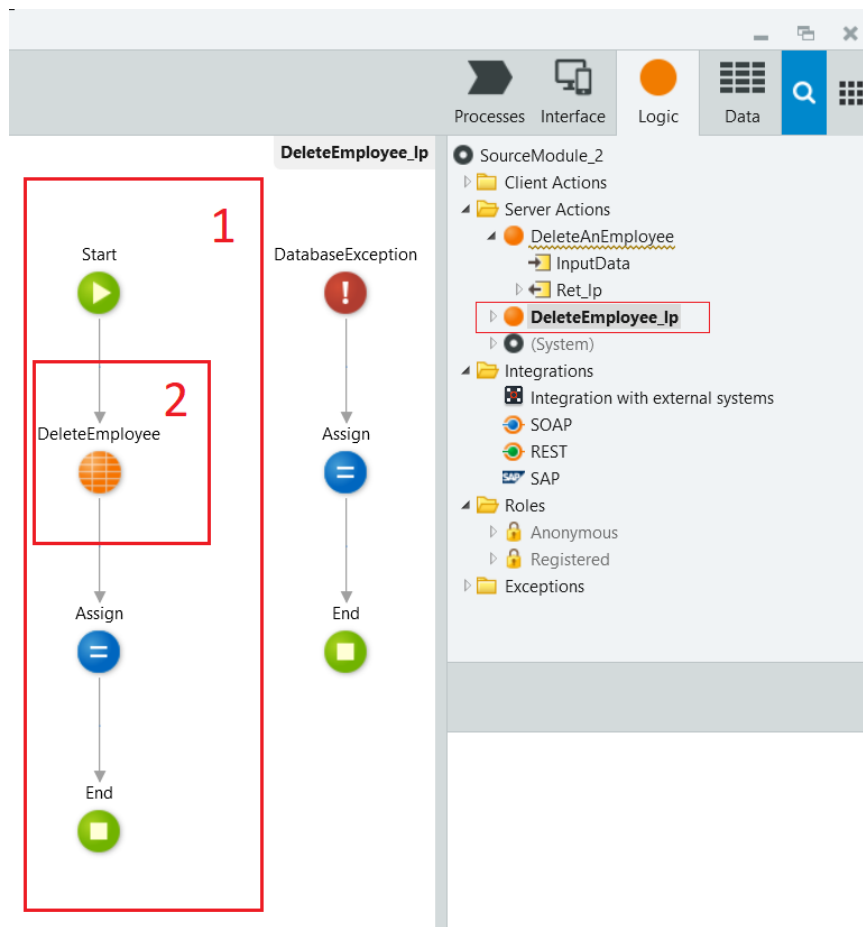 Processes Interface Logic Data
DeleteEmployee_lp
1
Start
2
DeleteEmployee
Assign
End
DatabaseException
!
Assign
End
SourceModule_2
Client Actions
Server Actions
DeleteAnEmployee
InputData
Ret_lp
DeleteEmployee_lp
(System)
Integrations
Integration with external systems
SOAP
REST
SAP
SAP
Roles
Anonymous
Registered
Exceptions